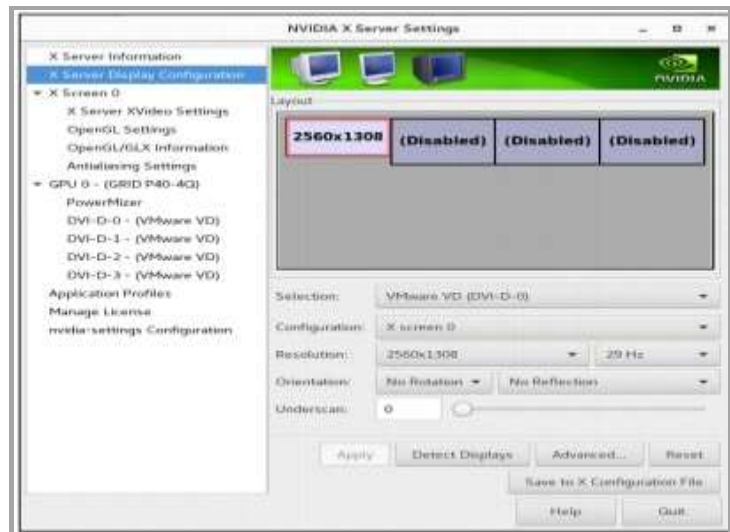 NVIDIA X Server Settings
X Server Information
X Server Display Configuration
X Screen 0
X Server XVideo Settings
OpenGL Settings
OpenGL/GLX Information
Antialiasing Settings
GPU 0 - (GRID P40-4Q)
PowerMizer
DVI-D-0 - (VMware VD)
DVI-D-1 - (VMware VD)
DVI-D-2 - (VMware VD)
DVI-D-3 - (VMware VD)
Application Profiles
Manage License
nvidia-settings Configuration
NVIDIA
Layout
2560x1308 (Disabled) (Disabled) (Disabled)
Selection: VMware VD (DVI-D-0)
Configuration: X screen 0
Resolution: 2560x1308 29 Hz
Orientation: No Rotation No Reflection
Underscan: 0
Apply Detect Displays Advanced... Reset
Save to X Configuration File
Help Quit